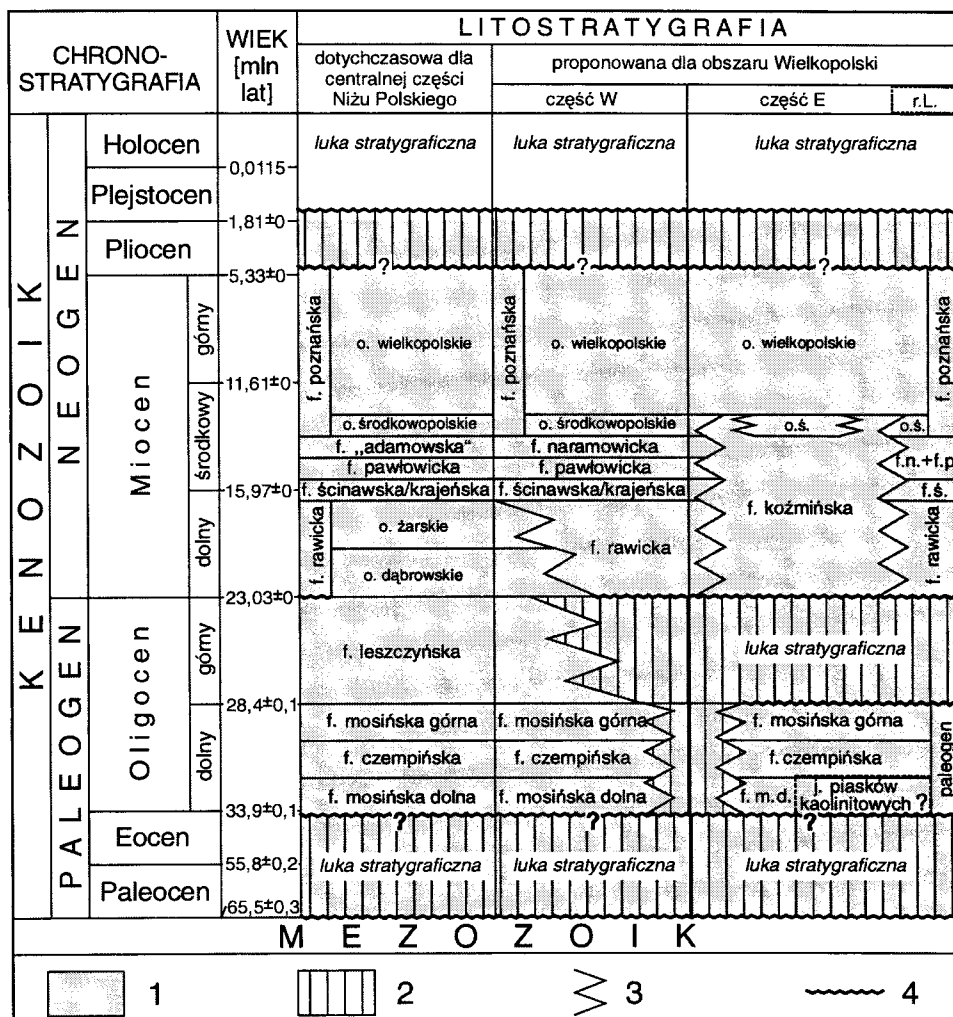 CHRONO-
STRATYGRAFIA
WIEK
[mln
lat]
LITOSTRATYGRAFIA
dotychczasowa dla
centralnej części
Niżu Polskiego
proponowana dla obszaru Wielkopolski
część W
część E
r.L.
KENOZOIK
NEOGEN
PALEOGEN
Holocen
luka stratygraficzna
luka stratygraficzna
luka stratygraficzna
0,0115
Plejstocen
1,81±0
Pliocen
?
?
?
5,33±0
Miocen
górny
f. poznańska
o. wielkopolskie
f. poznańska
o. wielkopolskie
o. wielkopolskie
f. poznańska
11,61±0
środkowy
o. środkowopolskie
o. środkowopolskie
o.ś.
o.ś.
f. „adamowska“
f. naramowicka
f.n.+f.p.
f. pawłowicka
f. pawłowicka
15,97±0
f. ścinawska/krajeńska
f. ścinawska/krajeńska
f. koźmińska
f.ś.
dolny
f. rawicka
o. żarskie
f. rawicka
f. rawicka
o. dąbrowskie
23,03±0
Oligocen
górny
f. leszczyńska
luka stratygraficzna
28,4±0,1
dolny
f. mosińska górna
f. mosińska górna
f. mosińska górna
paleogen
f. czempińska
f. czempińska
f. czempińska
f. mosińska dolna
f. mosińska dolna
f. m.d.
j. piasków
kaolinitowych ?
33,9±0,1
?
?
?
Eocen
55,8±0,2
luka stratygraficzna
luka stratygraficzna
luka stratygraficzna
Paleocen
65,5±0,3
MEZOZOIK
1
2
3
4